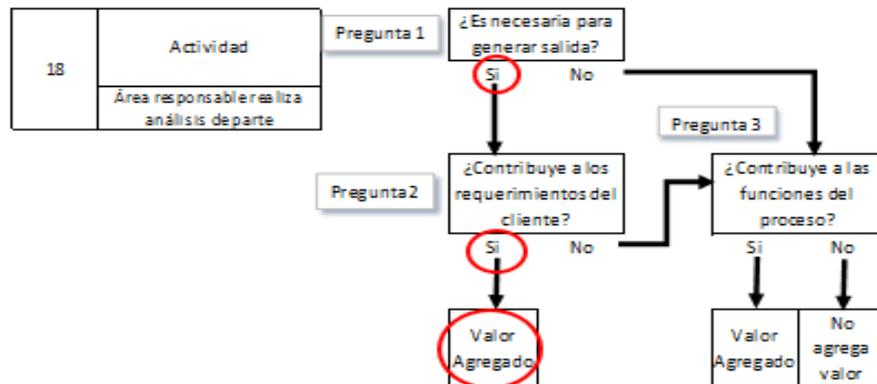 18
Actividad
Área responsable realiza
análisis de parte
Pregunta 1
¿Es necesaria para
generar salida?
Si No
Pregunta 3
Pregunta 2
¿Contribuye a los
requerimientos del
cliente?
Si No
¿Contribuye a las
funciones del
proceso?
Si No
Valor
Agregado
Valor
Agregado
No
agrega
valor